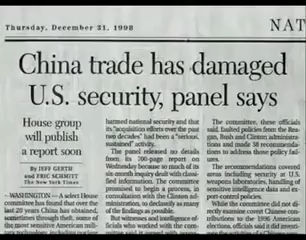 Thursday, December 31, 1998
NAT
China trade has damaged
U.S. security, panel says
House group
will publish
a report soon
By JEFF GERTH
and ERIC SCHMITT
The New York Times
WASHINGTON — A select House
committee has found that over the
last 20 years China has obtained,
sometimes through theft, some of
the most sensitive American mili-
harmed national security and that
its "acquisition efforts over the past
two decades" had been a "serious,
sustained" activity.
The panel released no details
from its 700-page report on
Wednesday because so much of its
six-month inquiry dealt with classi-
fied information. The committee
promised to begin a process, in
consultation with the Clinton ad-
ministration, to declassify as many
of the findings as possible.
But witnesses and intelligence of-
ficials who worked with the com-
The committee, these officials
said, faulted policies from the Rea-
gan, Bush and Clinton administrations
and made 38 recommendations
to address those policy fail-
ures.
The recommendations covered
areas including security at U.S.
weapons laboratories, handling
sensitive intelligence data and ex-
port-control policies.
While the committee did not di-
rectly examine covert Chinese con-
tributions to the 1996 American
elections, officials said it did